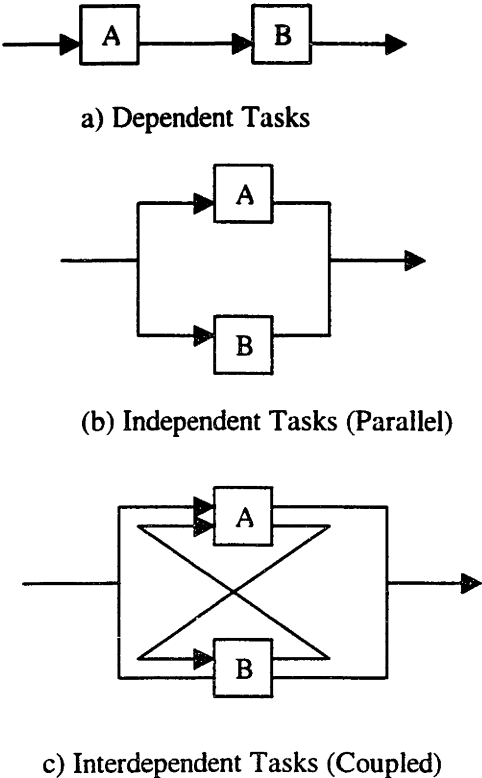 A B
a) Dependent Tasks
A
B
(b) Independent Tasks (Parallel)
A
B
c) Interdependent Tasks (Coupled)